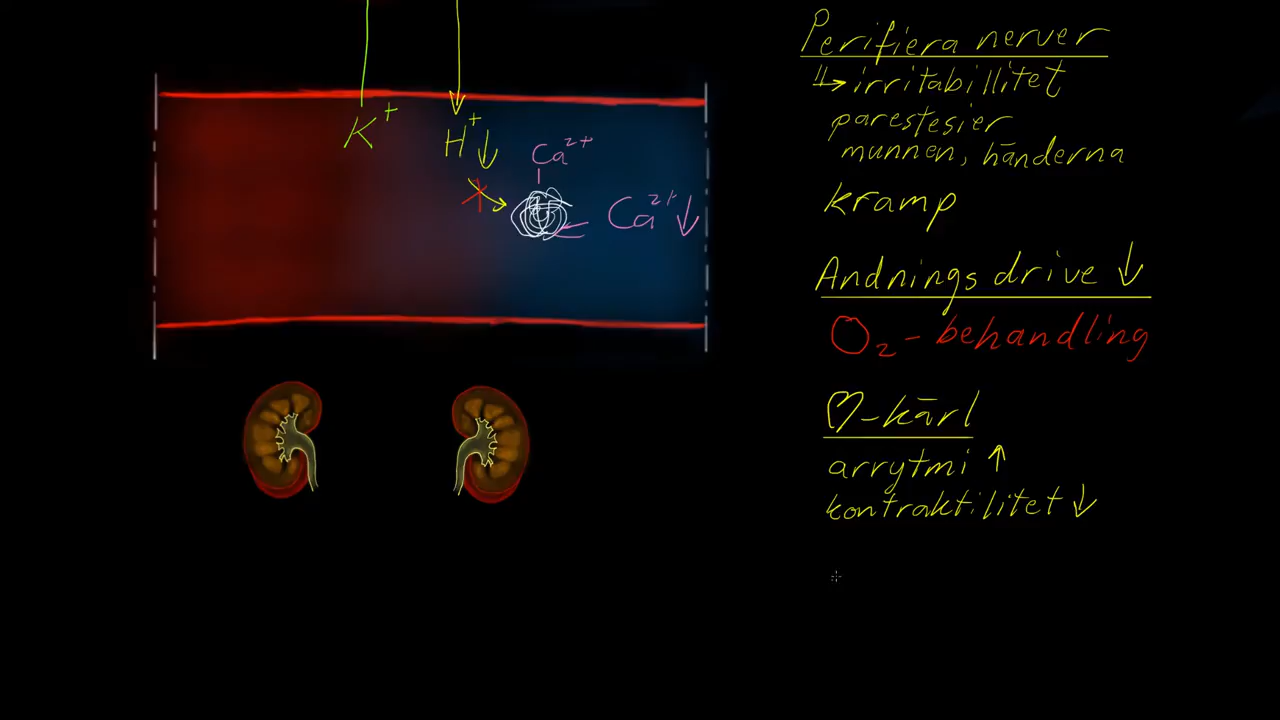 K+
H+↓
Ca2+
Ca2+↓
Perifiera nerver
↳ irritabillitet
parestesier
munnen, händerna
kramp
Andnings drive ↓
O2-behandling
♡-kärl
arrytmi ↑
kontraktilitet ↓